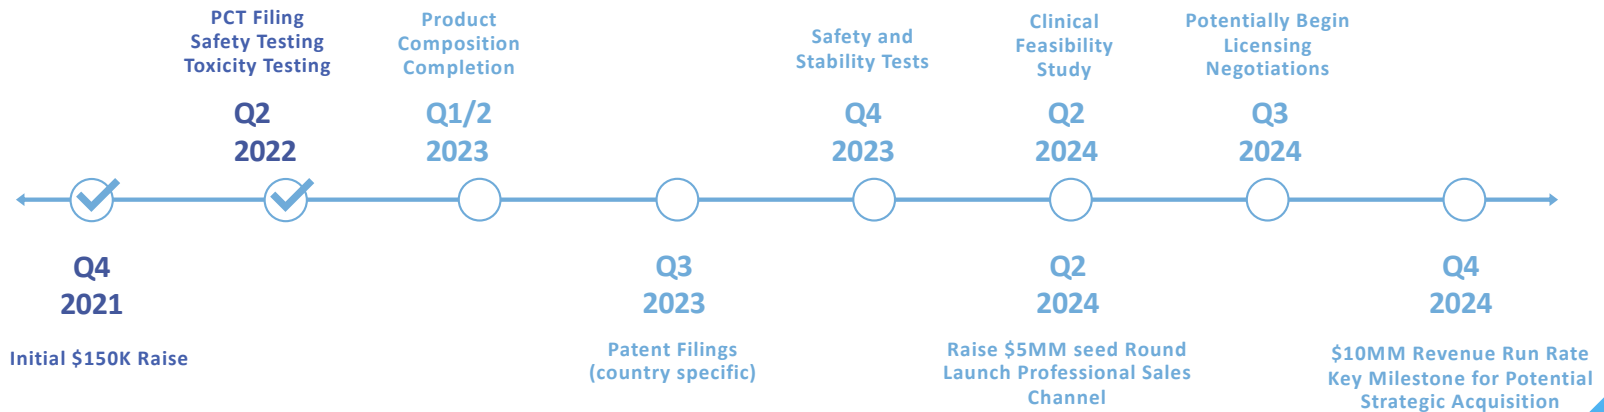 PCT Filing
Safety Testing
Toxicity Testing
Q2
2022
Product
Composition
Completion
Q1/2
2023
Safety and
Stability Tests
Q4
2023
Clinical
Feasibility
Study
Q2
2024
Potentially Begin
Licensing
Negotiations
Q3
2024
Q4
2021
Initial $150K Raise
Q3
2023
Patent Filings
(country specific)
Q2
2024
Raise $5MM seed Round
Launch Professional Sales
Channel
Q4
2024
$10MM Revenue Run Rate
Key Milestone for Potential
Strategic Acquisition